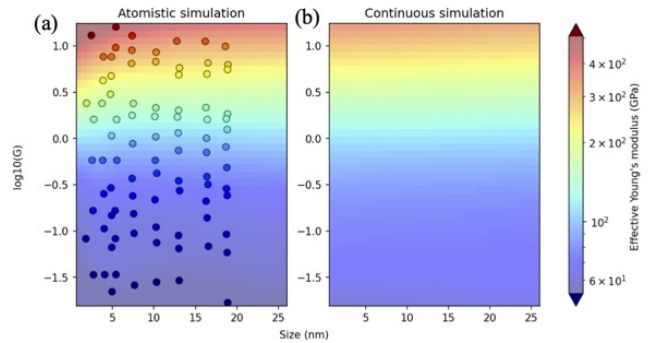 (a)
Atomistic simulation
(b)
Continuous simulation
log10(G)
1.0
0.5
0.0
−0.5
−1.0
−1.5
5
10
15
20
25
1.0
0.5
0.0
−0.5
−1.0
−1.5
5
10
15
20
25
Size (nm)
4 × 10²
3 × 10²
2 × 10²
10²
6 × 10¹
Effective Young's modulus (GPa)